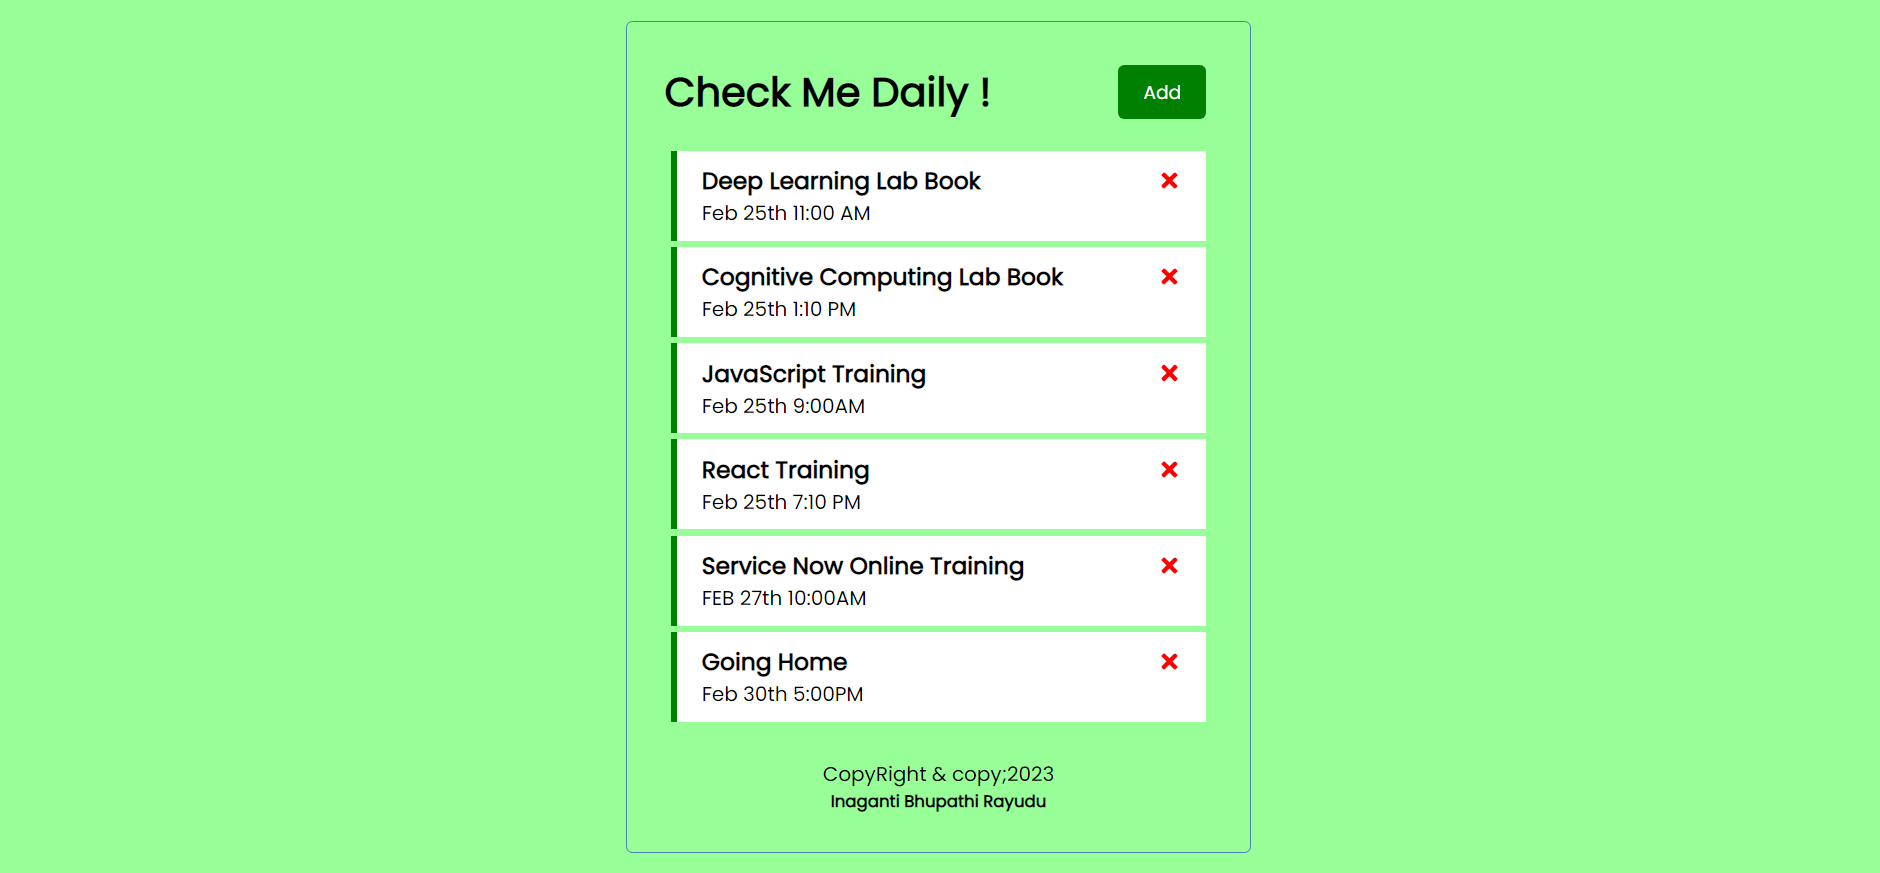 Check Me Daily !
Add
Deep Learning Lab Book
Feb 25th 11:00 AM
Cognitive Computing Lab Book
Feb 25th 1:10 PM
JavaScript Training
Feb 25th 9:00AM
React Training
Feb 25th 7:10 PM
Service Now Online Training
FEB 27th 10:00AM
Going Home
Feb 30th 5:00PM
CopyRight & copy;2023
Inaganti Bhupathi Rayudu